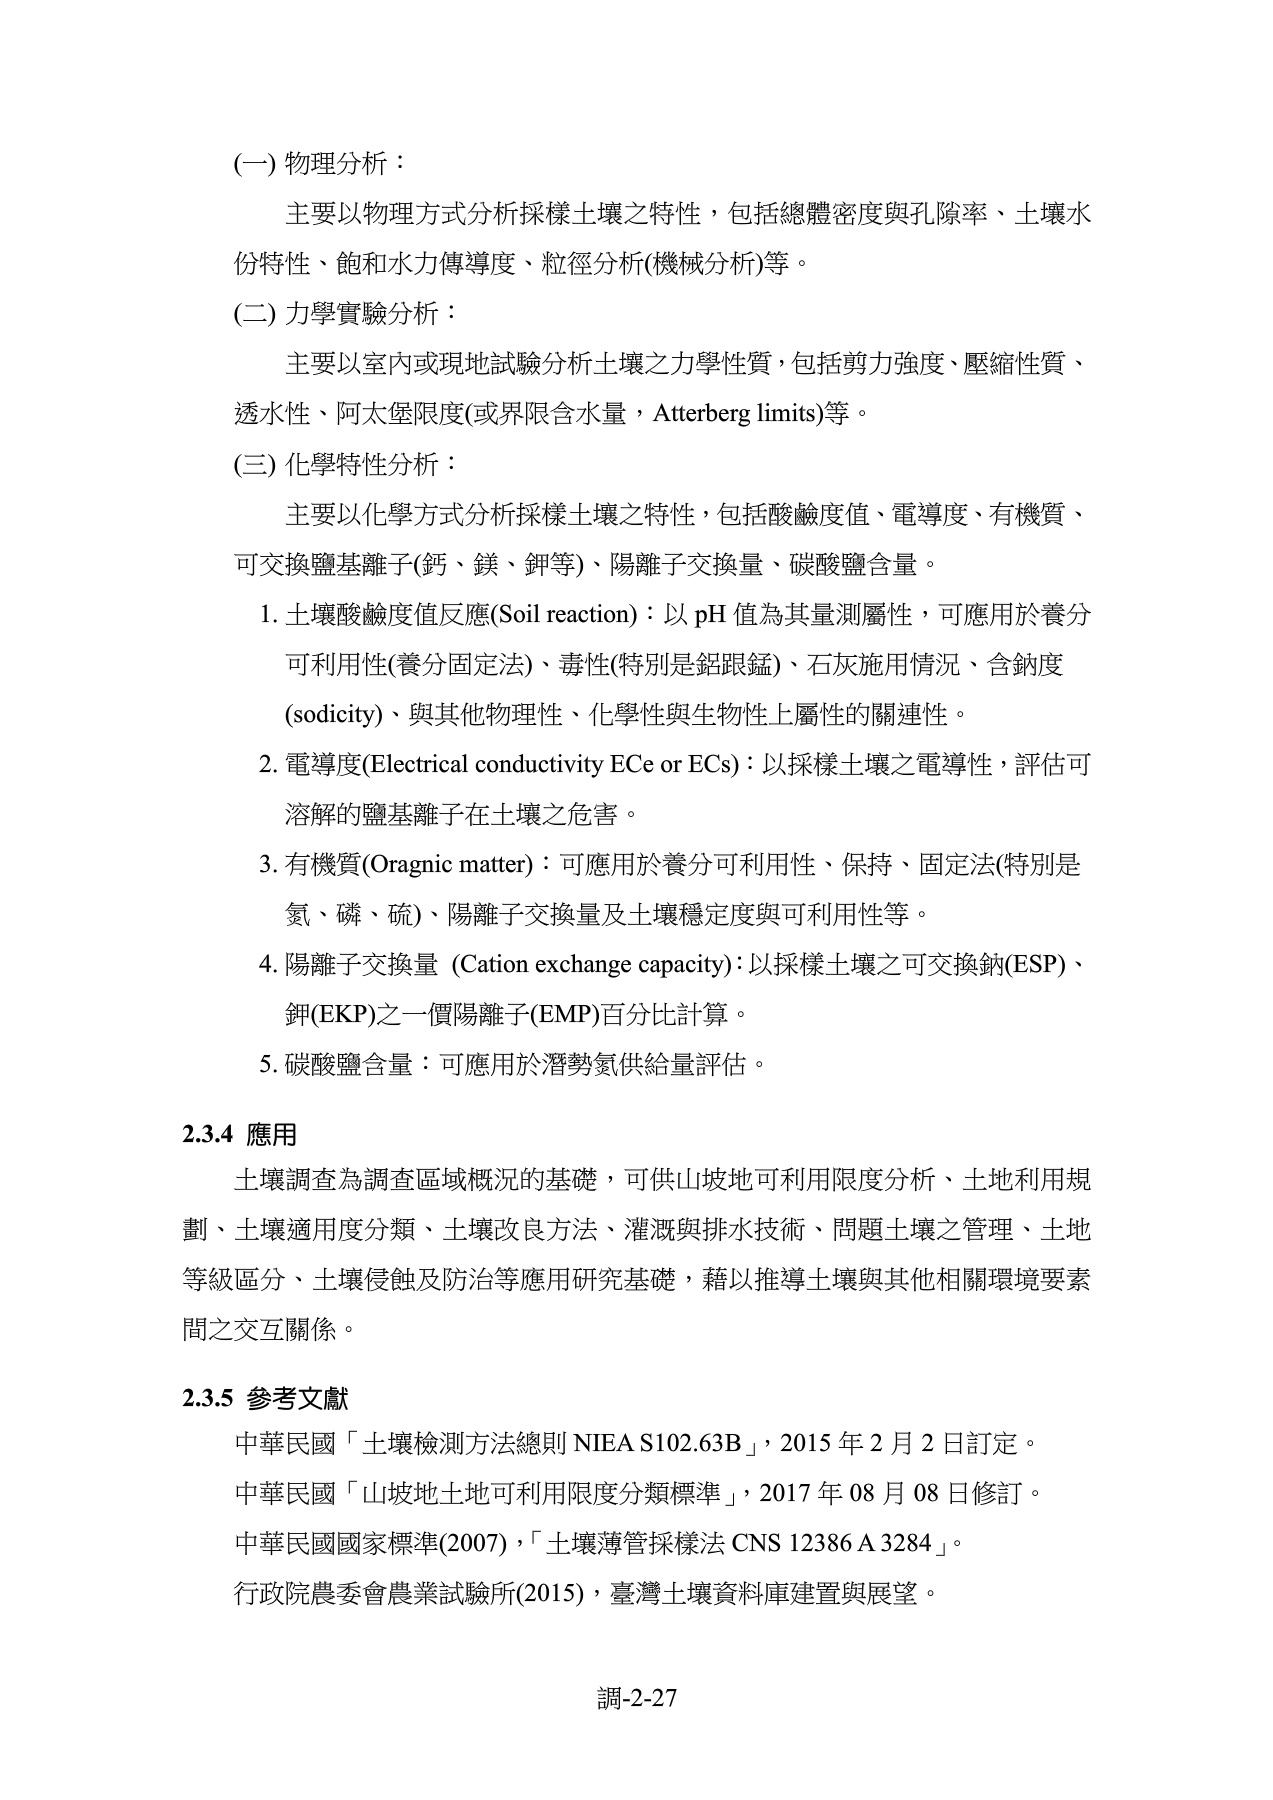 (一) 物理分析：
主要以物理方式分析採樣土壤之特性，包括總體密度與孔隙率、土壤水
份特性、飽和水力傳導度、粒徑分析(機械分析)等。
(二) 力學實驗分析：
主要以室內或現地試驗分析土壤之力學性質，包括剪力強度、壓縮性質、
透水性、阿太堡限度(或界限含水量，Atterberg limits)等。
(三) 化學特性分析：
主要以化學方式分析採樣土壤之特性，包括酸鹼度值、電導度、有機質、
可交換鹽基離子(鈣、鎂、鉀等)、陽離子交換量、碳酸鹽含量。
1. 土壤酸鹼度值反應(Soil reaction)：以 pH 值為其量測屬性，可應用於養分
可利用性(養分固定法)、毒性(特別是鋁跟錳)、石灰施用情況、含鈉度
(sodicity)、與其他物理性、化學性與生物性上屬性的關連性。
2. 電導度(Electrical conductivity ECe or ECs)：以採樣土壤之電導性，評估可
溶解的鹽基離子在土壤之危害。
3. 有機質(Oragnic matter)：可應用於養分可利用性、保持、固定法(特別是
氮、磷、硫)、陽離子交換量及土壤穩定度與可利用性等。
4. 陽離子交換量 (Cation exchange capacity)：以採樣土壤之可交換鈉(ESP)、
鉀(EKP)之一價陽離子(EMP)百分比計算。
5. 碳酸鹽含量：可應用於潛勢氮供給量評估。
2.3.4 應用
土壤調查為調查區域概況的基礎，可供山坡地可利用限度分析、土地利用規
劃、土壤適用度分類、土壤改良方法、灌溉與排水技術、問題土壤之管理、土地
等級區分、土壤侵蝕及防治等應用研究基礎，藉以推導土壤與其他相關環境要素
間之交互關係。
2.3.5 參考文獻
中華民國「土壤檢測方法總則 NIEA S102.63B」，2015 年 2 月 2 日訂定。
中華民國「山坡地土地可利用限度分類標準」，2017 年 08 月 08 日修訂。
中華民國國家標準(2007)，「土壤薄管採樣法 CNS 12386 A 3284」。
行政院農委會農業試驗所(2015)，臺灣土壤資料庫建置與展望。
調-2-27